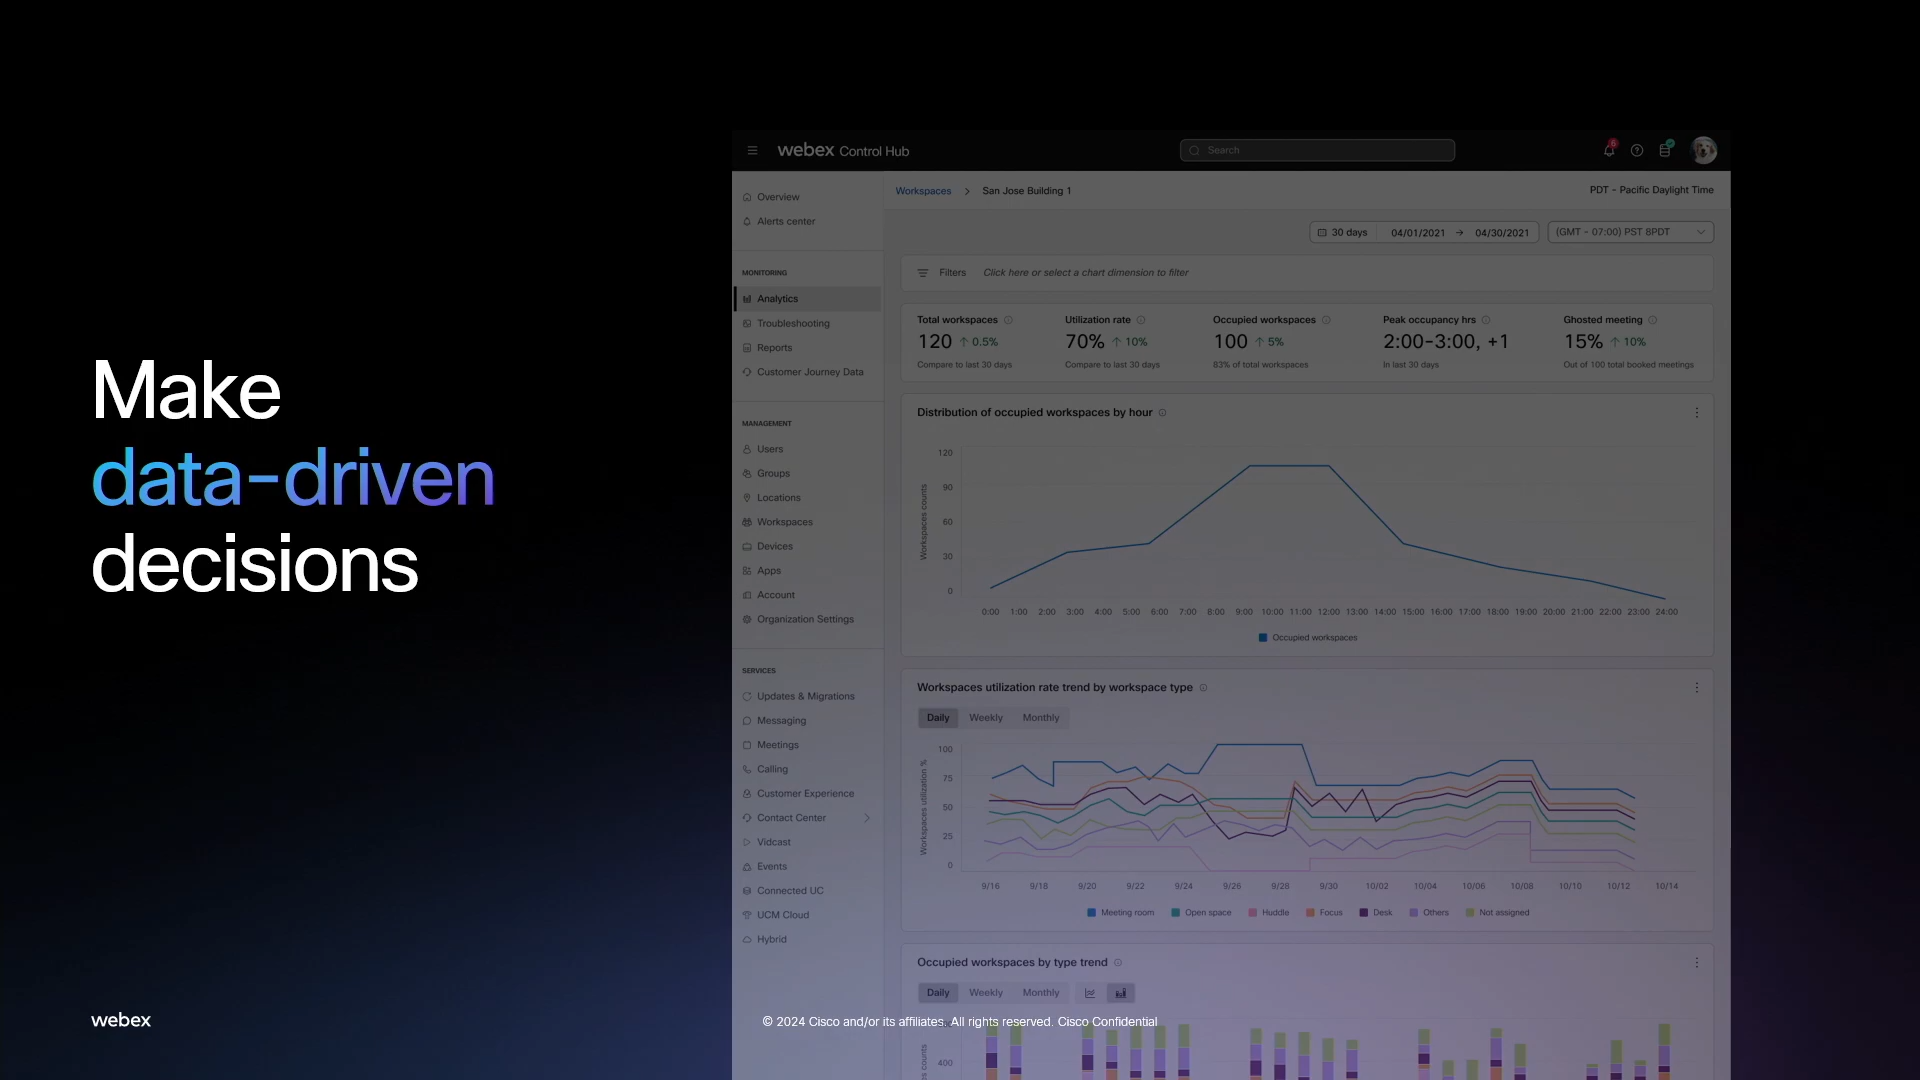 Make
data-driven
decisions
webex
webex Control Hub
Search
6
Overview
Alerts center
MONITORING
Analytics
Troubleshooting
Reports
Customer Journey Data
MANAGEMENT
Users
Groups
Locations
Workspaces
Devices
Apps
Account
Organization Settings
SERVICES
Updates & Migrations
Messaging
Meetings
Calling
Customer Experience
Contact Center
Vidcast
Events
Connected UC
UCM Cloud
Hybrid
Workspaces > San Jose Building 1
PDT - Pacific Daylight Time
30 days 04/01/2021 → 04/30/2021 (GMT - 07:00) PST 8PDT
Filters Click here or select a chart dimension to filter
Total workspaces
120 ↑ 0.5%
Compare to last 30 days
Utilization rate
70% ↑ 10%
Compare to last 30 days
Occupied workspaces
100 ↑ 5%
83% of total workspaces
Peak occupancy hrs
2:00-3:00, +1
In last 30 days
Ghosted meeting
15% ↑ 10%
Out of 100 total booked meetings
Distribution of occupied workspaces by hour
Workspaces counts
120
90
60
30
0
0:00 1:00 2:00 3:00 4:00 5:00 6:00 7:00 8:00 9:00 10:00 11:00 12:00 13:00 14:00 15:00 16:00 17:00 18:00 19:00 20:00 21:00 22:00 23:00 24:00
Occupied workspaces
Workspaces utilization rate trend by workspace type
Daily Weekly Monthly
Workspaces utilization %
100
75
50
25
0
9/16 9/18 9/20 9/22 9/24 9/26 9/28 9/30 10/02 10/04 10/06 10/08 10/10 10/12 10/14
Meeting room Open space Huddle Focus Desk Others Not assigned
Occupied workspaces by type trend
Daily Weekly Monthly
400
© 2024 Cisco and/or its affiliates. All rights reserved. Cisco Confidential